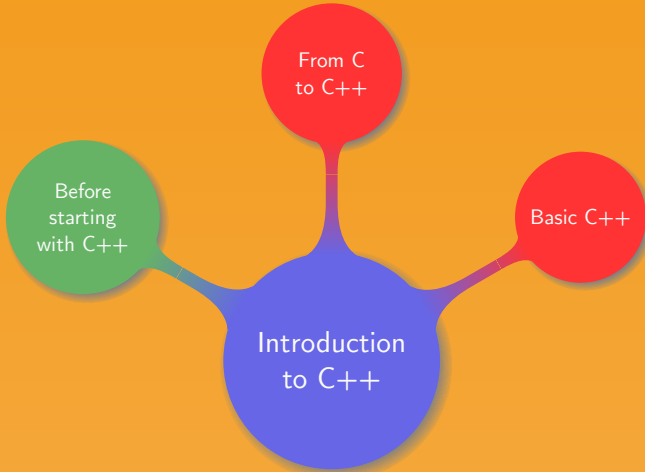 From C
to C++
Before
starting
with C++
Basic C++
Introduction
to C++